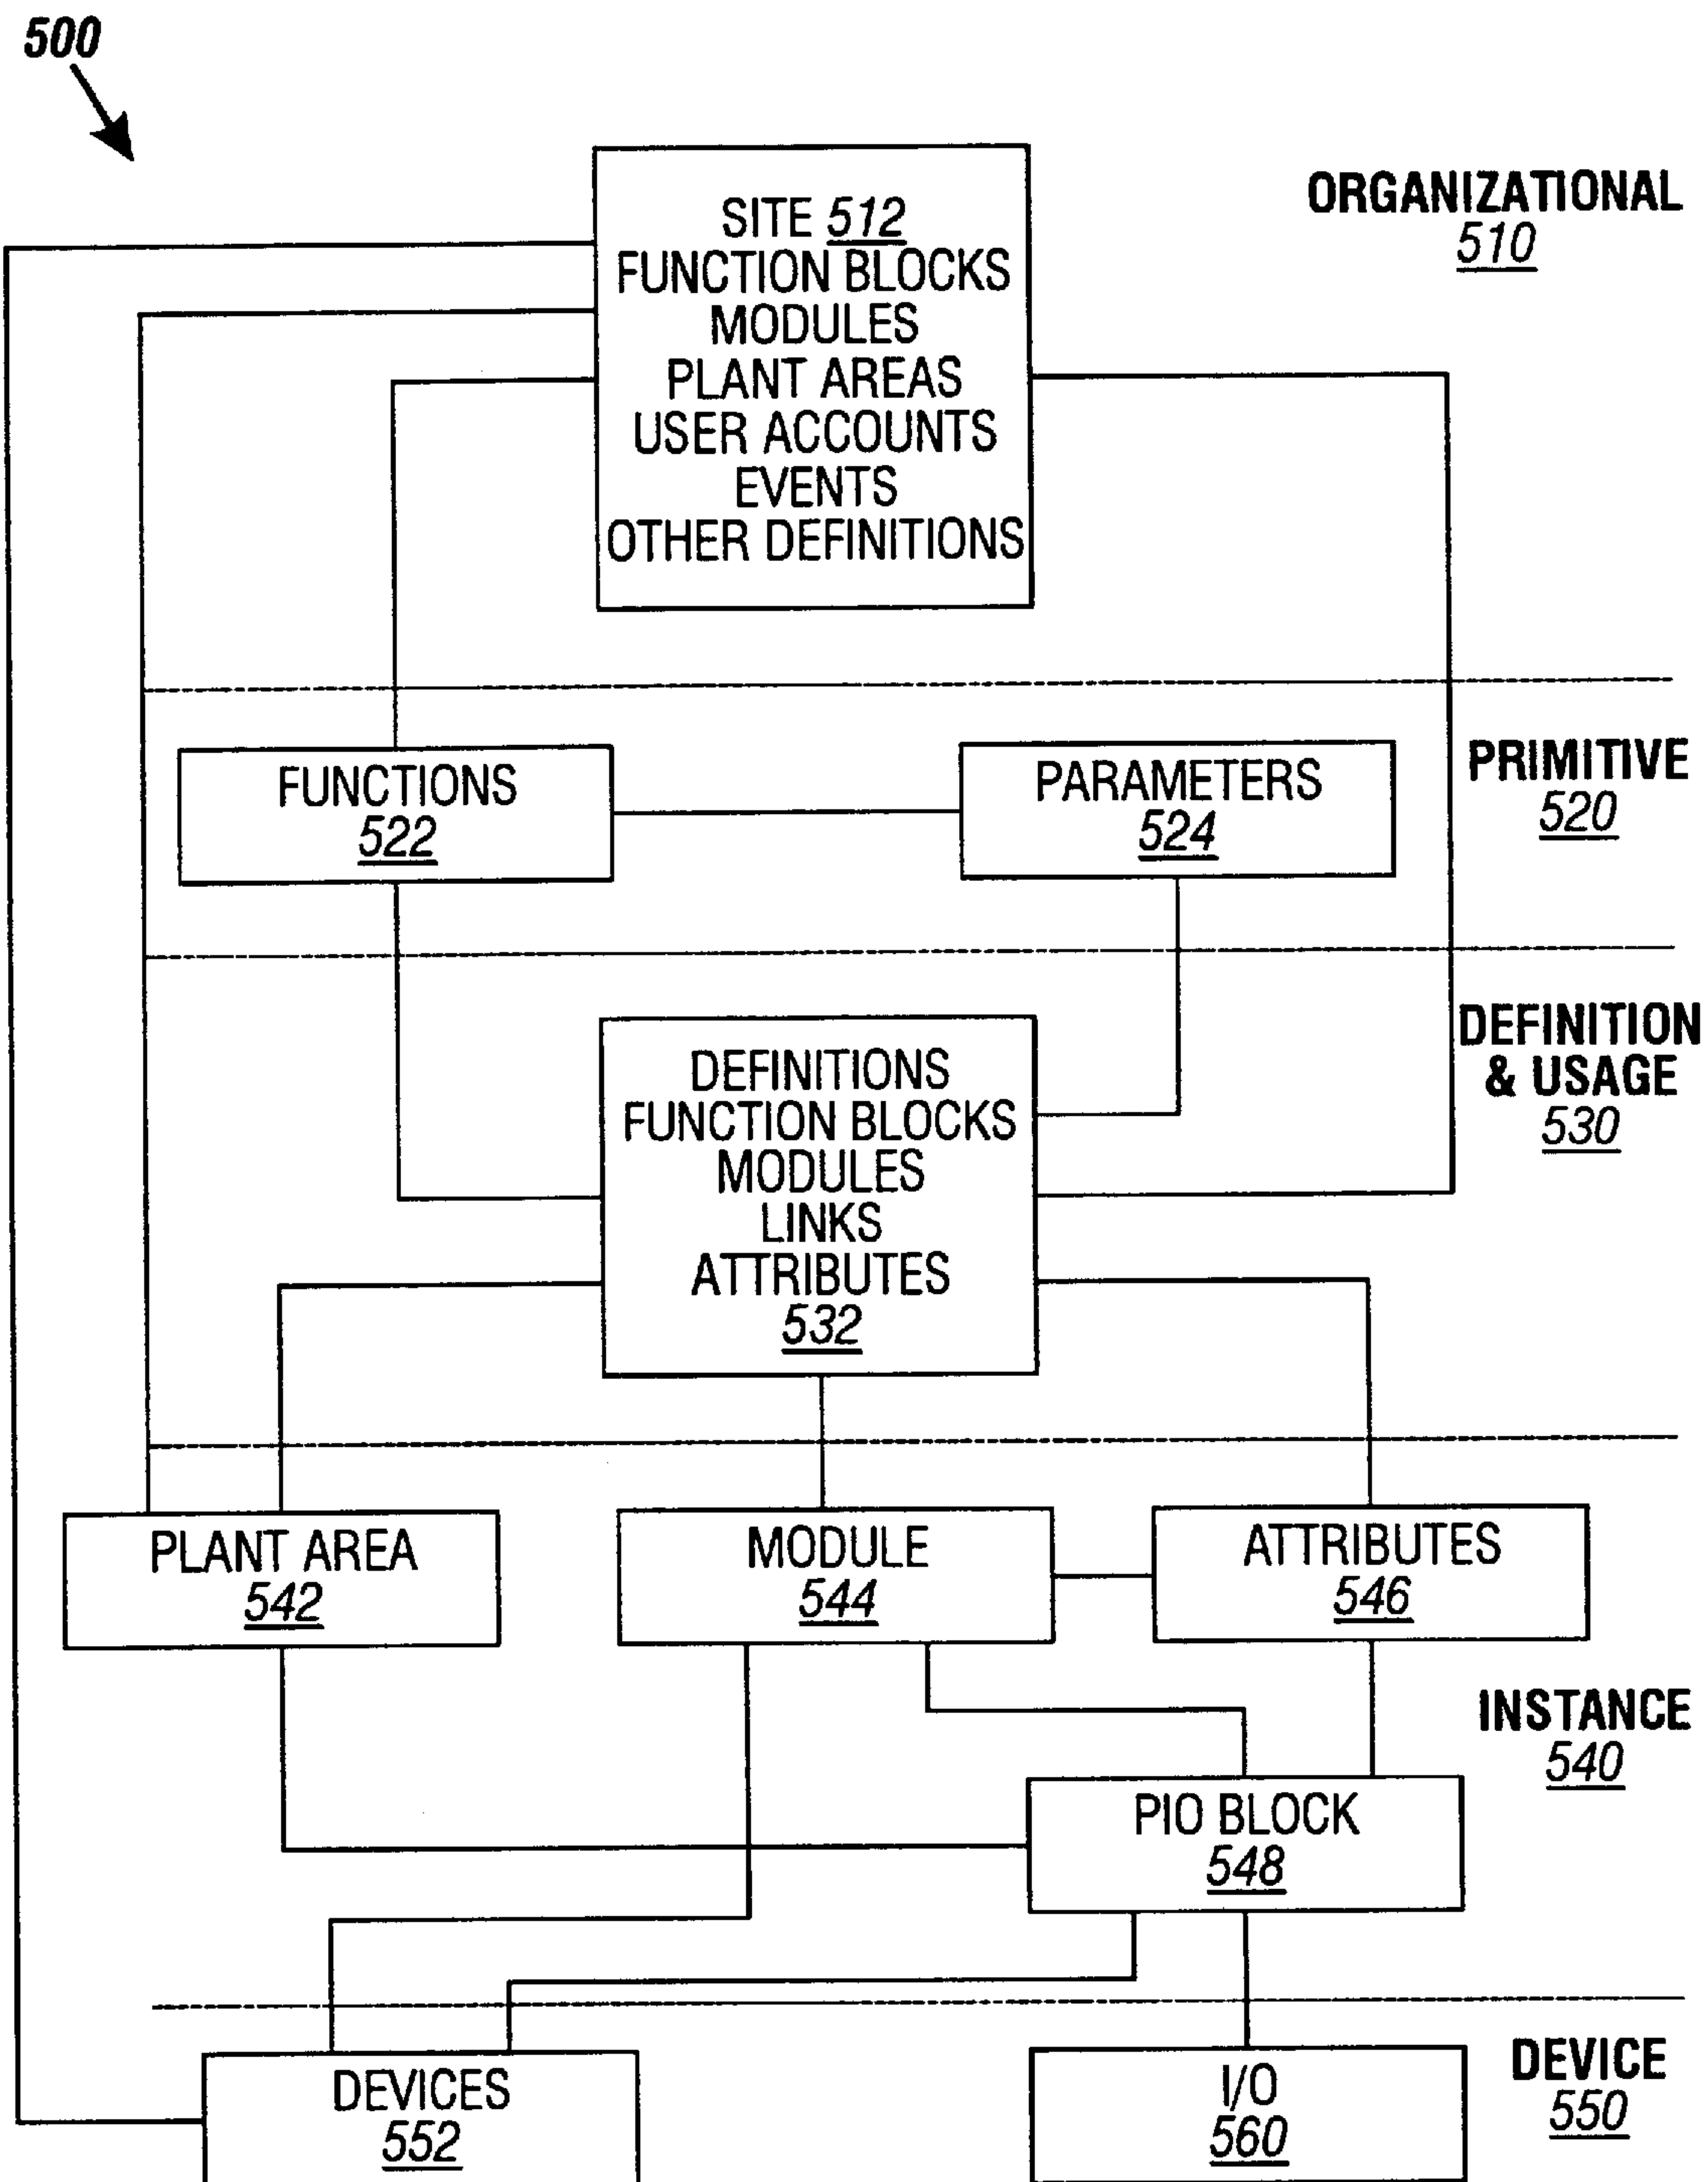 500
ORGANIZATIONAL
510
SITE 512
FUNCTION BLOCKS
MODULES
PLANT AREAS
USER ACCOUNTS
EVENTS
OTHER DEFINITIONS
PRIMITIVE
520
FUNCTIONS
522
PARAMETERS
524
DEFINITION
& USAGE
530
DEFINITIONS
FUNCTION BLOCKS
MODULES
LINKS
ATTRIBUTES
532
PLANT AREA
542
MODULE
544
ATTRIBUTES
546
INSTANCE
540
PIO BLOCK
548
DEVICES
552
I/O
560
DEVICE
550